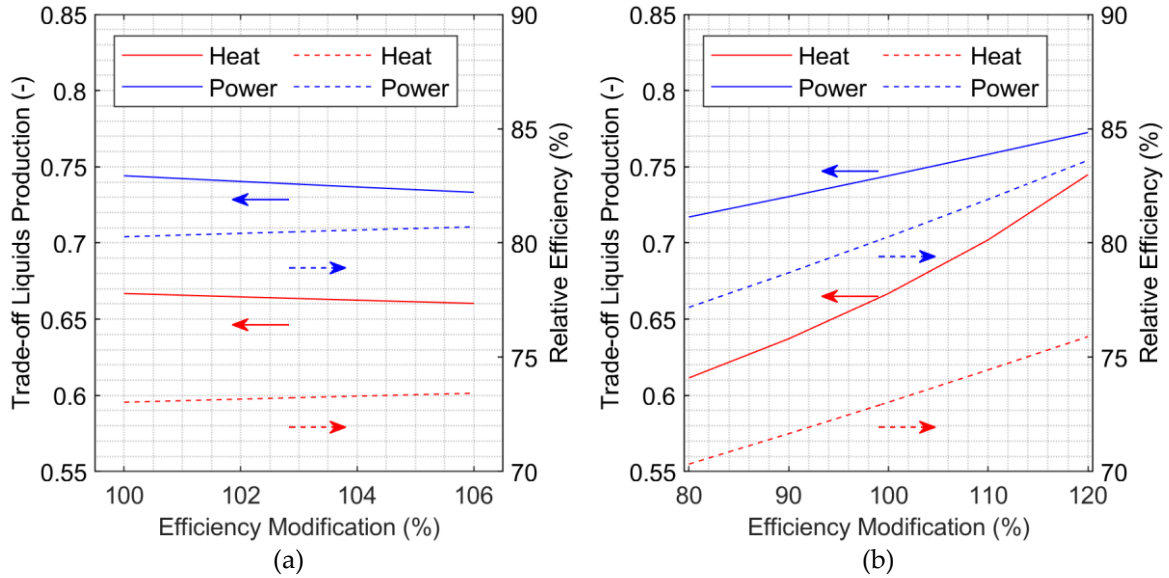 0.85
0.8
0.75
0.7
0.65
0.6
0.55
Trade-off Liquids Production (-)
Heat
Power
Heat
Power
90
85
80
75
70
Relative Efficiency (%)
100
102
104
106
Efficiency Modification (%)
(a)
0.85
0.8
0.75
0.7
0.65
0.6
0.55
Trade-off Liquids Production (-)
Heat
Power
Heat
Power
90
85
80
75
70
Relative Efficiency (%)
80
90
100
110
120
Efficiency Modification (%)
(b)